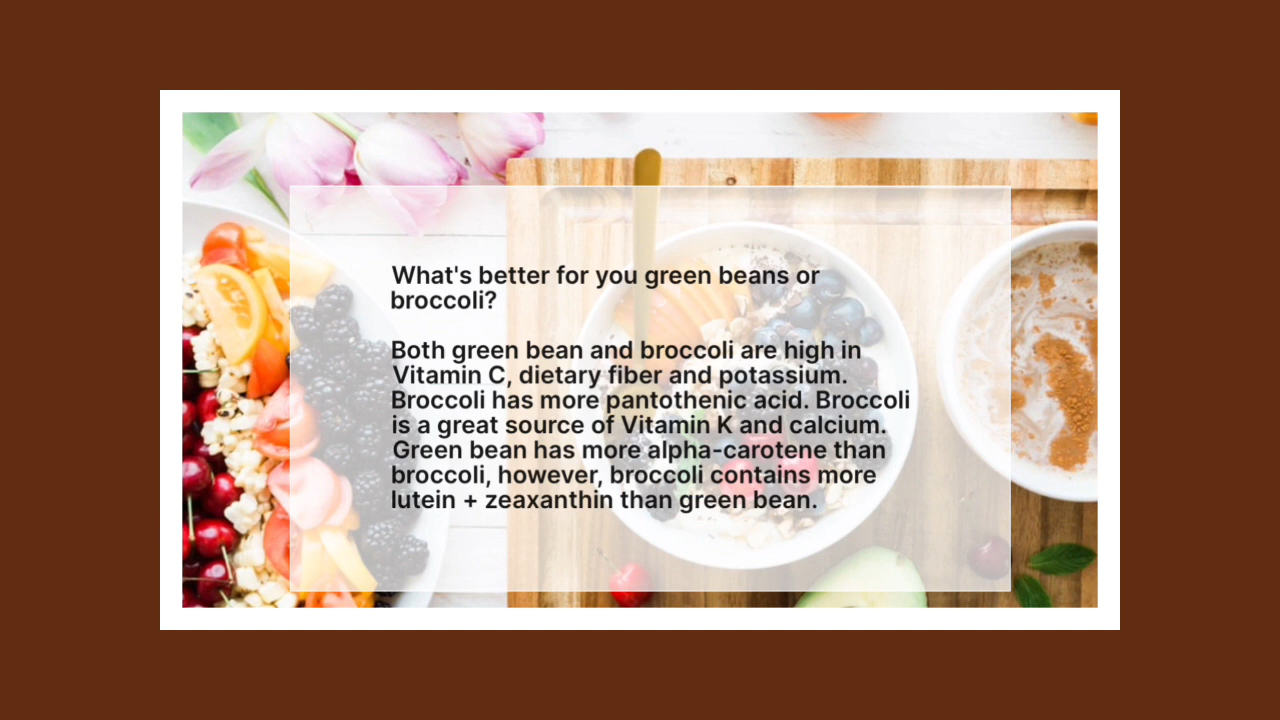 What's better for you green beans or
broccoli?
Both green bean and broccoli are high in
Vitamin C, dietary fiber and potassium.
Broccoli has more pantothenic acid. Broccoli
is a great source of Vitamin K and calcium.
Green bean has more alpha-carotene than
broccoli, however, broccoli contains more
lutein + zeaxanthin than green bean.